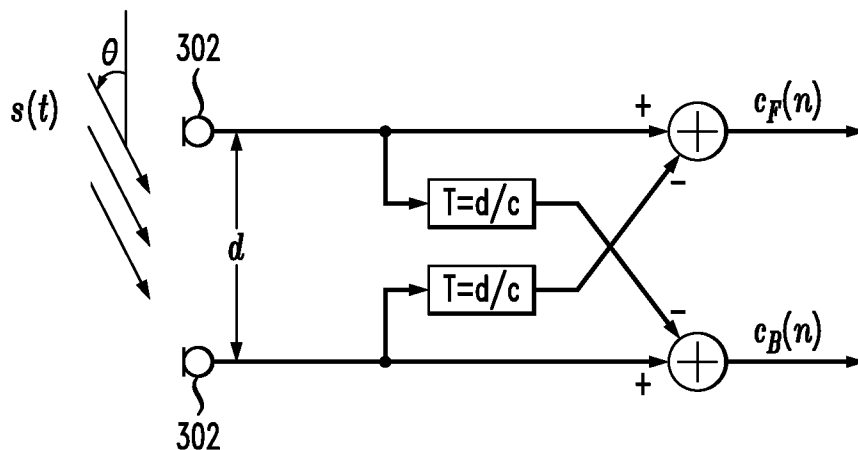 302
θ
s(t)
+
c_F(n)
-
T=d/c
d
T=d/c
-
c_B(n)
+
302